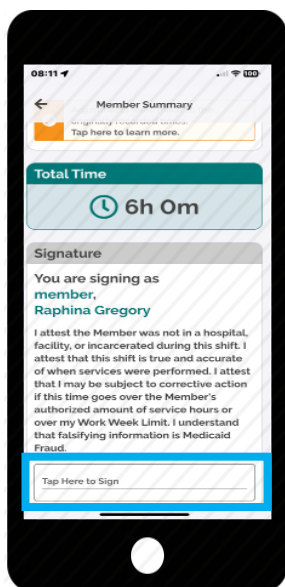 08:11
100
Member Summary
originally recorded times.
Tap here to learn more.
Total Time
6h 0m
Signature
You are signing as
member,
Raphina Gregory
I attest the Member was not in a hospital,
facility, or incarcerated during this shift. I
attest that this shift is true and accurate
of when services were performed. I attest
that I may be subject to corrective action
if this time goes over the Member's
authorized amount of service hours or
over my Work Week Limit. I understand
that falsifying information is Medicaid
Fraud.
Tap Here to Sign